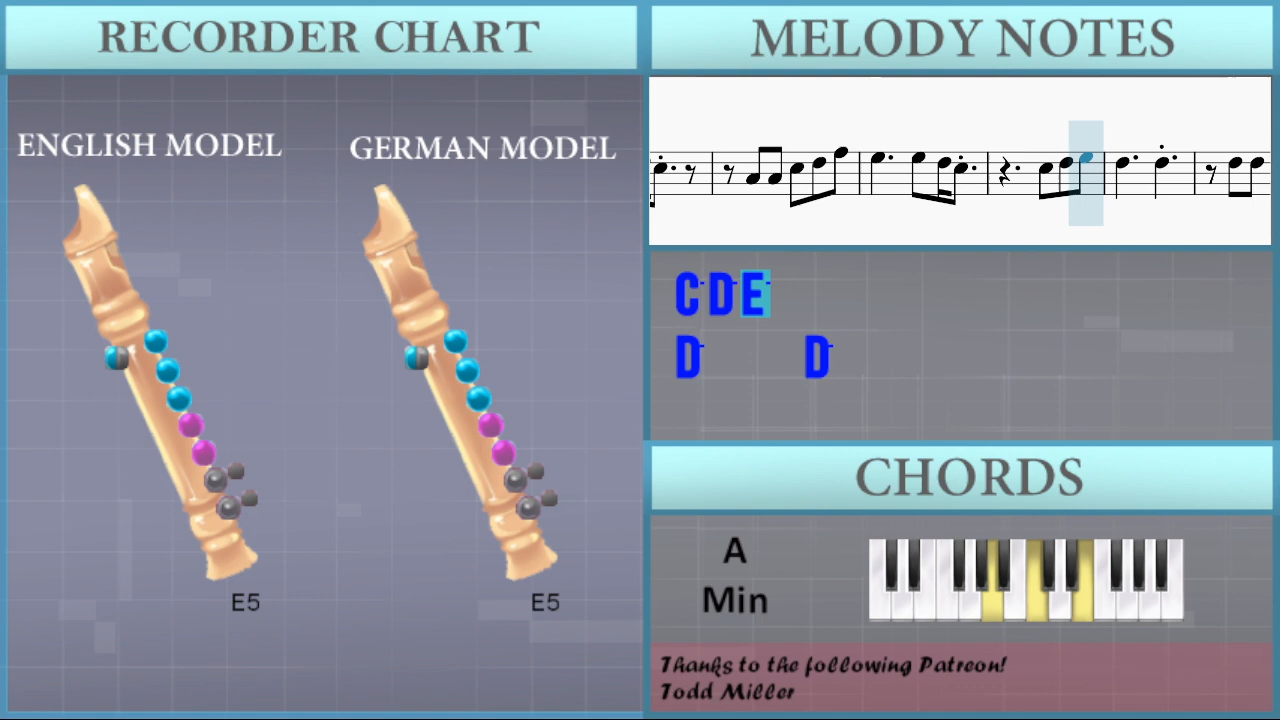 RECORDER CHART
MELODY NOTES
ENGLISH MODEL
GERMAN MODEL
C- D- E-
D- D-
E5
E5
CHORDS
A
Min
Thanks to the following Patreon!
Todd Miller